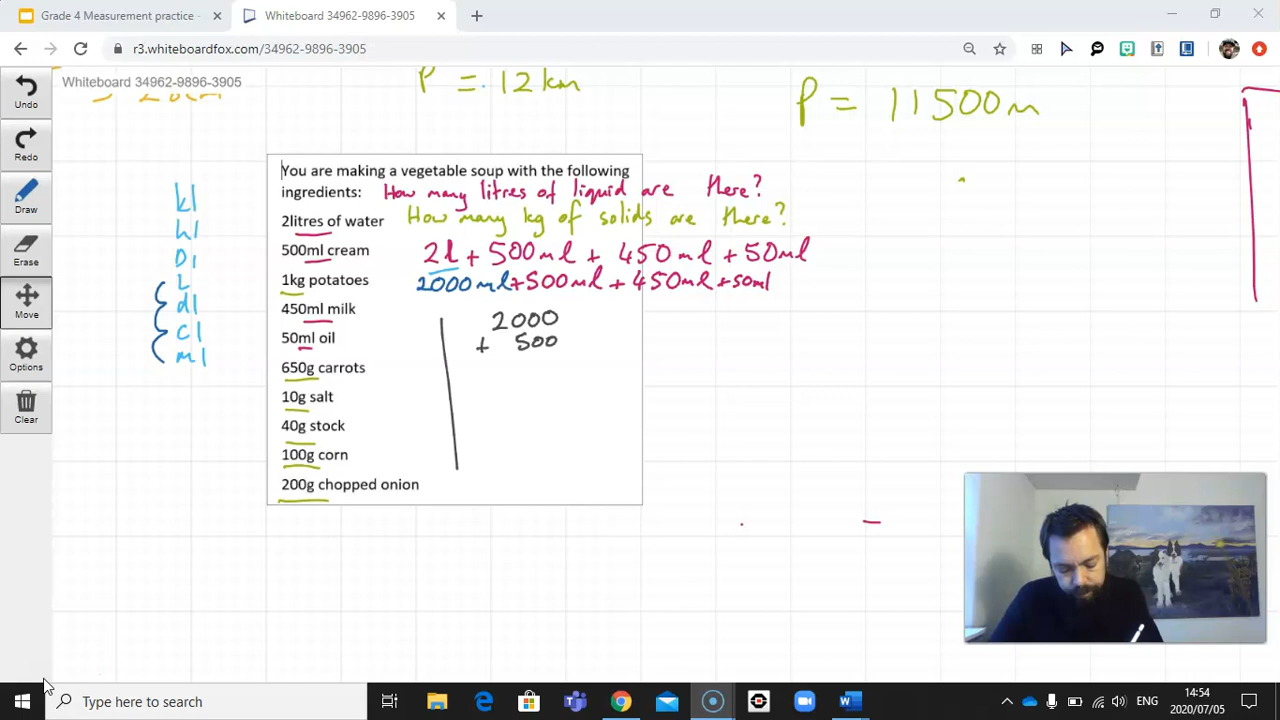 Grade 4 Measurement practice -
Whiteboard 34962-9896-3905
r3.whiteboardfox.com/34962-9896-3905
Whiteboard 34962-9896-3905
P = 12 km
P = 11500m
Undo
Redo
Draw
Erase
Move
Options
Clear
kl
hl
Dl
L
dl
cl
ml
You are making a vegetable soup with the following
ingredients: How many litres of liquid are there?
2litres of water How many kg of solids are there?
500ml cream 2l + 500ml + 450ml + 50ml
1kg potatoes 2000ml+500ml + 450ml +50ml
450ml milk 2000
50ml oil + 500
650g carrots
10g salt
40g stock
100g corn
200g chopped onion
Type here to search
ENG
14:54
2020/07/05